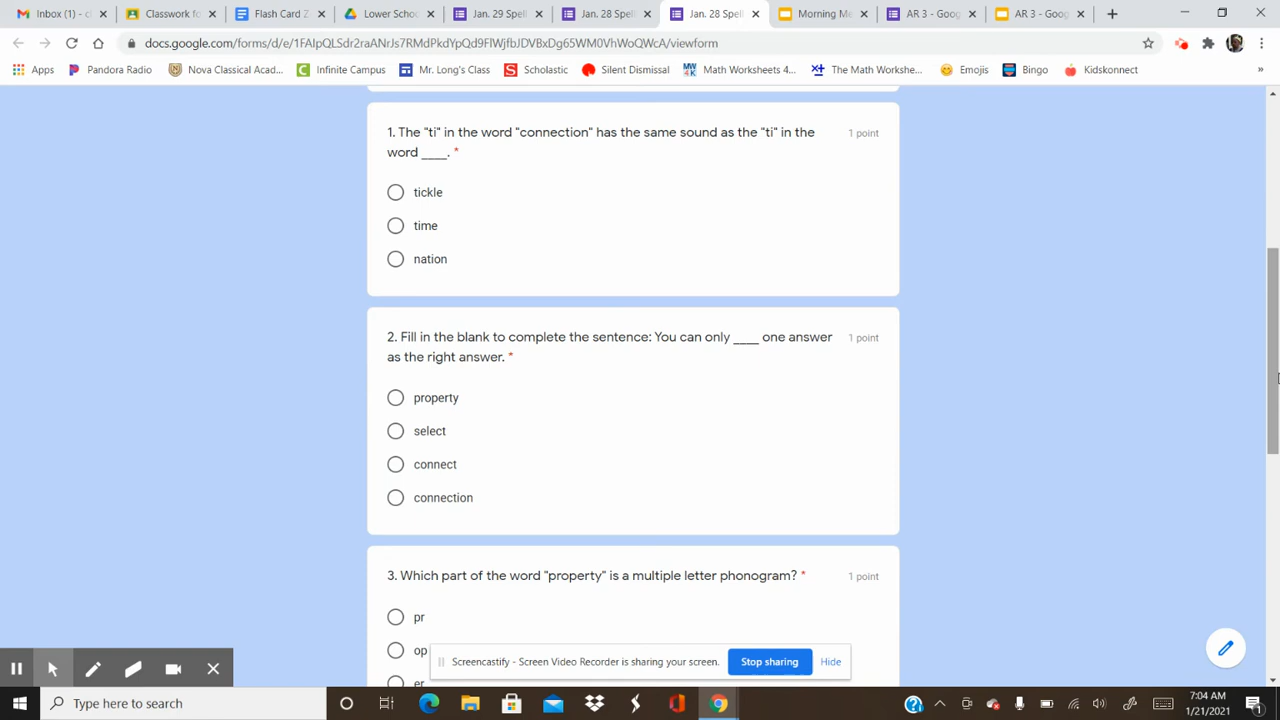 Inbox (1) - c
Classwork fo
Flash Card Z
Lower Scho
Jan. 29 Spell
Jan. 28 Spell
Jan. 28 Spell
Morning Me
AR 3 - Goog
AR 3 - Goog
docs.google.com/forms/d/e/1FAIpQLSdr2raANrJs7RMdPkdYpQd9FlWjfbJDVBxDg65WM0VhWoQWcA/viewform
Apps
Pandora Radio
Nova Classical Acad...
Infinite Campus
Mr. Long's Class
Scholastic
Silent Dismissal
Math Worksheets 4...
The Math Workshe...
Emojis
Bingo
Kidskonnect
»
1. The "ti" in the word "connection" has the same sound as the "ti" in the
word ____. *
1 point
tickle
time
nation
2. Fill in the blank to complete the sentence: You can only ____ one answer
as the right answer. *
1 point
property
select
connect
connection
3. Which part of the word "property" is a multiple letter phonogram? *
1 point
pr
op
er
Screencastify - Screen Video Recorder is sharing your screen.
Stop sharing
Hide
Type here to search
7:04 AM
1/21/2021